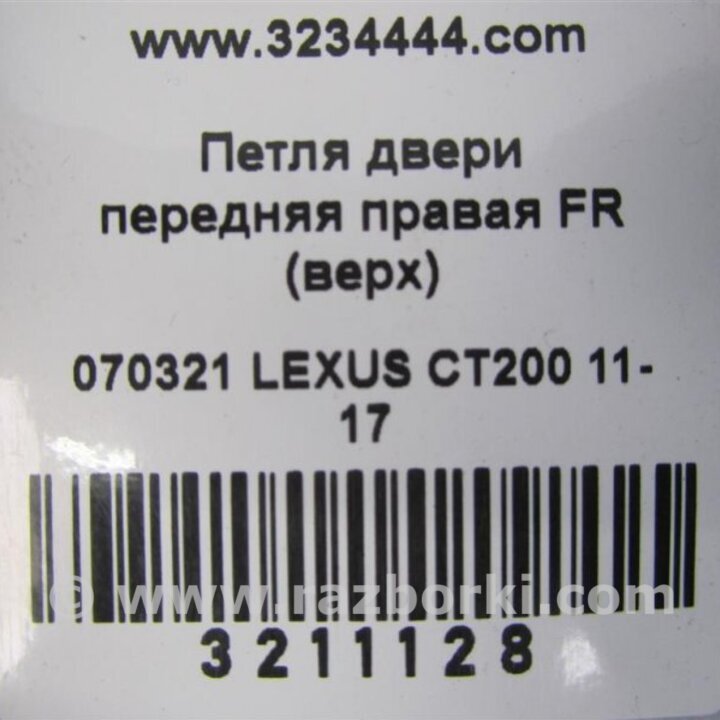 www.3234444.com
Петля двери
передняя правая FR
(верх)
070321 LEXUS CT200 11-
17
© www.razborki.com
3211128